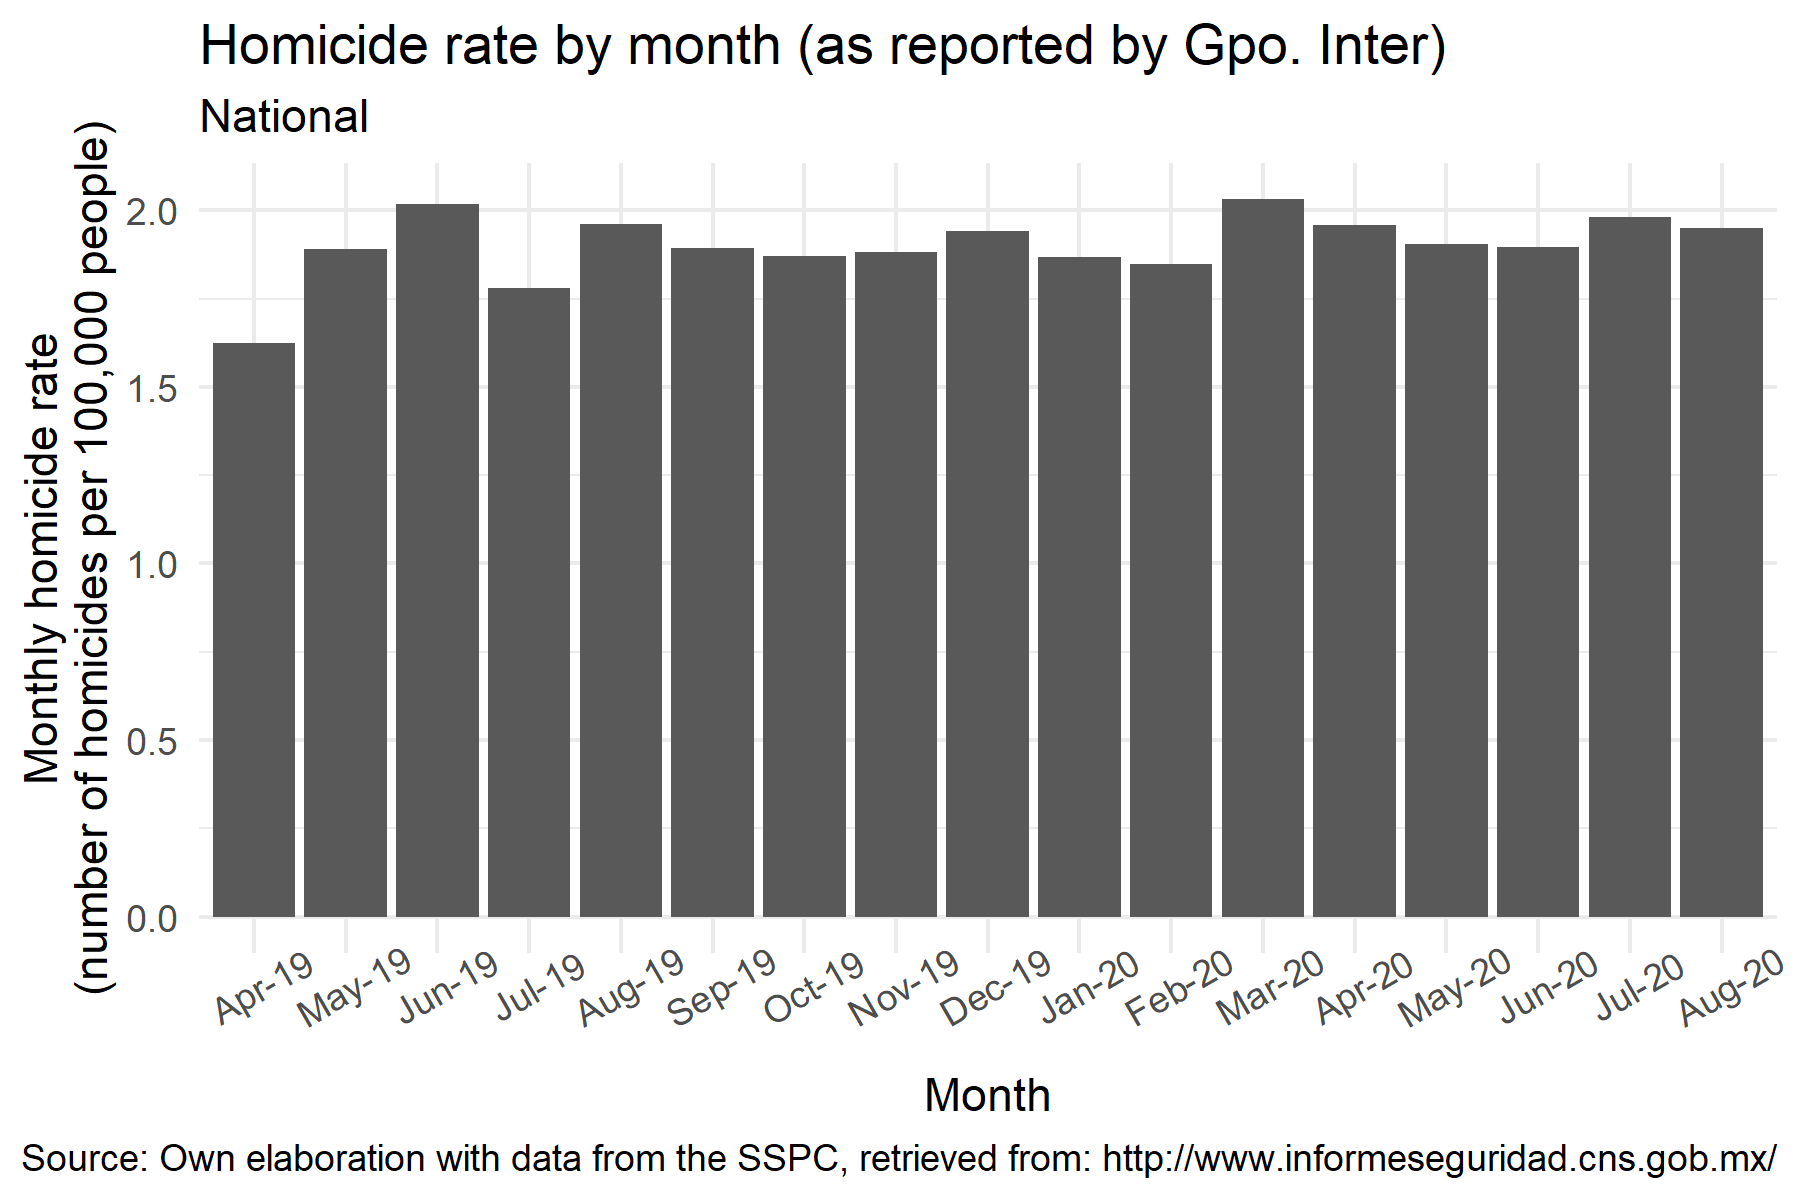 Homicide rate by month (as reported by Gpo. Inter)
National
Monthly homicide rate
(number of homicides per 100,000 people)
2.0
1.5
1.0
0.5
0.0
Apr-19
May-19
Jun-19
Jul-19
Aug-19
Sep-19
Oct-19
Nov-19
Dec-19
Jan-20
Feb-20
Mar-20
Apr-20
May-20
Jun-20
Jul-20
Aug-20
Month
Source: Own elaboration with data from the SSPC, retrieved from: http://www.informeseguridad.cns.gob.mx/